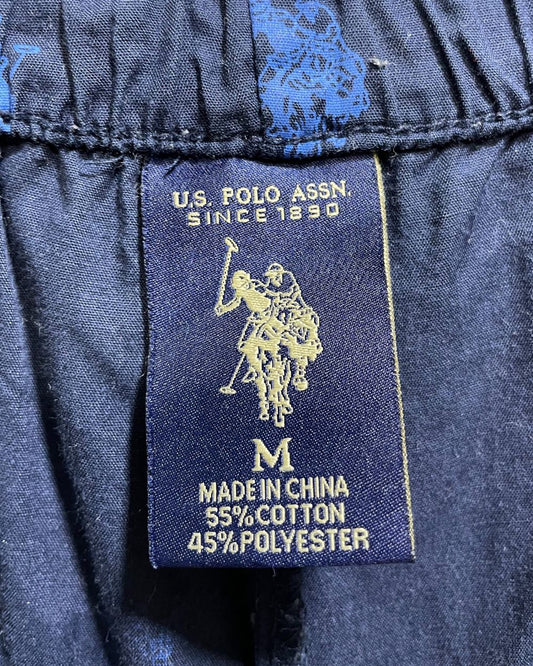 U.S. POLO ASSN.
SINCE 1890
M
MADE IN CHINA
55%COTTON
45%POLYESTER